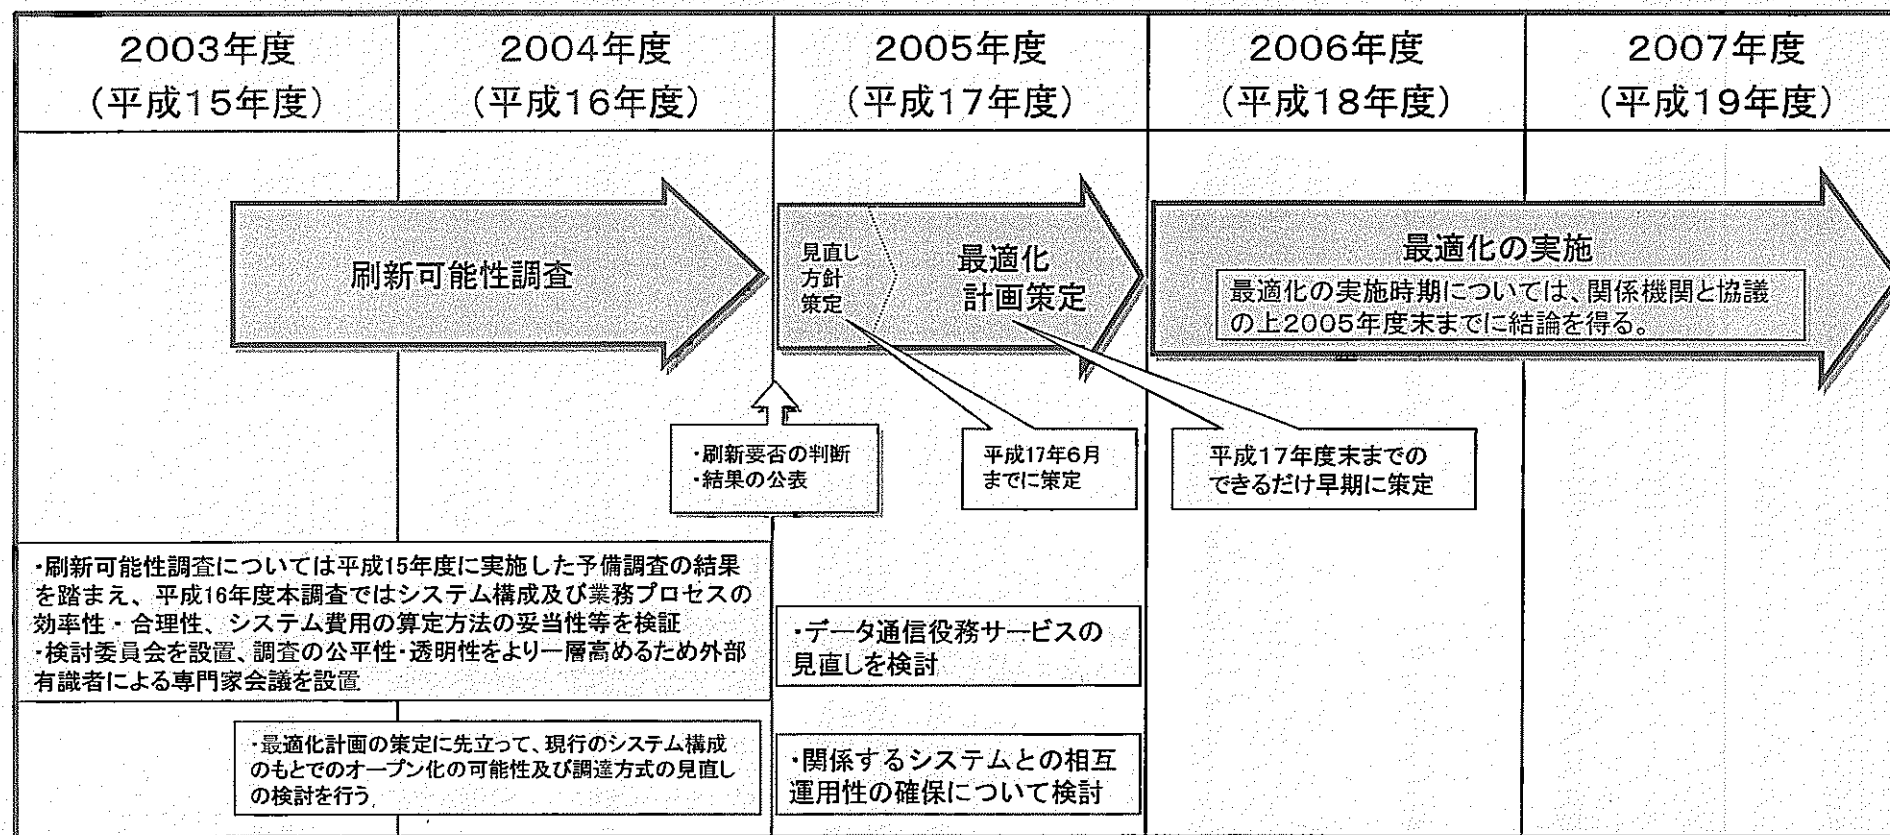 2003年度
(平成15年度)
2004年度
(平成16年度)
2005年度
(平成17年度)
2006年度
(平成18年度)
2007年度
(平成19年度)
刷新可能性調査
見直し
方針
策定
最適化
計画策定
最適化の実施
最適化の実施時期については、関係機関と協議
の上2005年度末までに結論を得る。
・刷新要否の判断
・結果の公表
平成17年6月
までに策定
平成17年度末までの
できるだけ早期に策定
・刷新可能性調査については平成15年度に実施した予備調査の結果
を踏まえ、平成16年度本調査ではシステム構成及び業務プロセスの
効率性・合理性、システム費用の算定方法の妥当性等を検証
・検討委員会を設置、調査の公平性・透明性をより一層高めるため外部
有識者による専門家会議を設置
・データ通信役務サービスの
見直しを検討
・最適化計画の策定に先立って、現行のシステム構成
のもとでのオープン化の可能性及び調達方式の見直し
の検討を行う
・関係するシステムとの相互
運用性の確保について検討